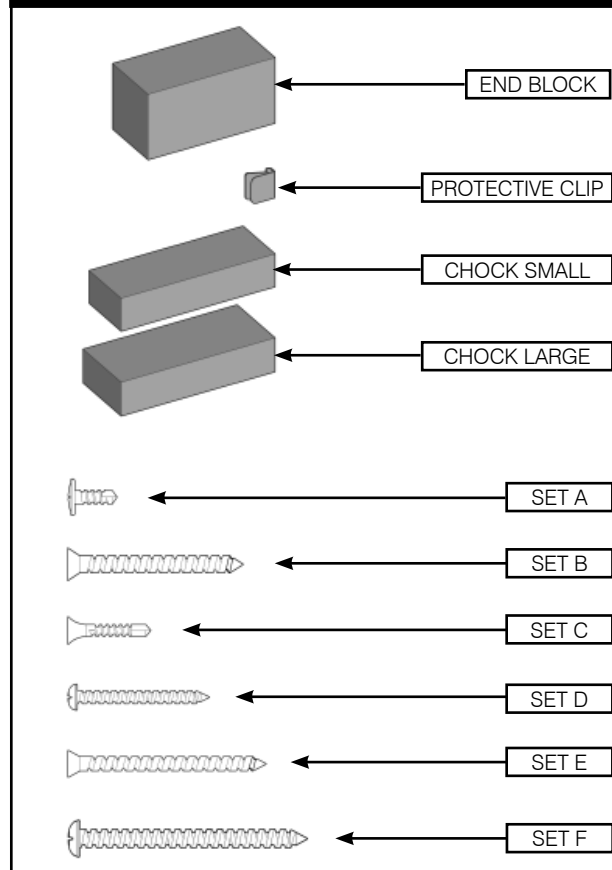 END BLOCK
PROTECTIVE CLIP
CHOCK SMALL
CHOCK LARGE
SET A
SET B
SET C
SET D
SET E
SET F